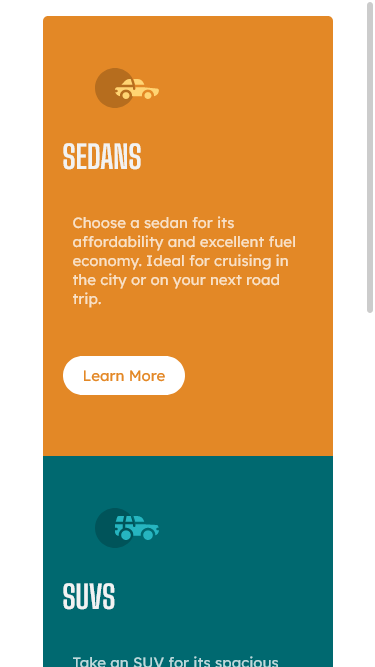 SEDANS
Choose a sedan for its
affordability and excellent fuel
economy. Ideal for cruising in
the city or on your next road
trip.
Learn More
SUVS
Take an SUV for its spacious